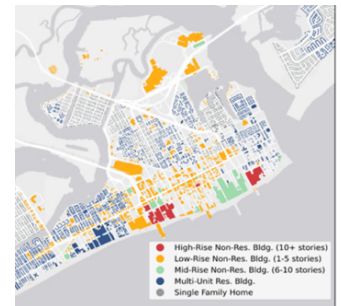 High-Rise Non-Res. Bldg. (10+ stories)
Low-Rise Non-Res. Bldg. (1-5 stories)
Mid-Rise Non-Res. Bldg. (6-10 stories)
Multi-Unit Res. Bldg.
Single Family Home